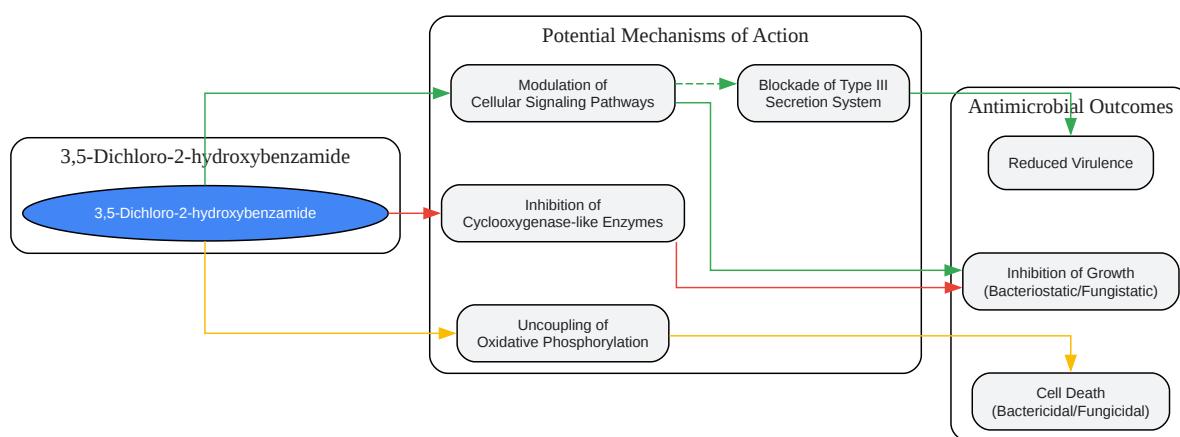 Potential Mechanisms of Action
Modulation of
Cellular Signaling Pathways
Blockade of Type III
Secretion System
Antimicrobial Outcomes
3,5-Dichloro-2-hydroxybenzamide
Reduced Virulence
3,5-Dichloro-2-hydroxybenzamide
Inhibition of
Cyclooxygenase-like Enzymes
Inhibition of Growth
(Bacteriostatic/Fungistatic)
Uncoupling of
Oxidative Phosphorylation
Cell Death
(Bactericidal/Fungicidal)